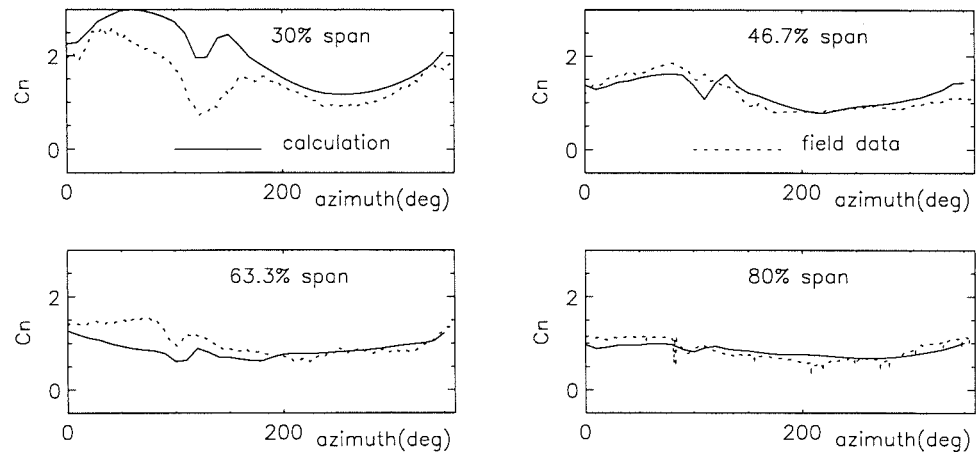 30% span
Cn
2
0
calculation
0
200
azimuth(deg)
46.7% span
Cn
2
0
field data
0
200
azimuth(deg)
63.3% span
Cn
2
0
0
200
azimuth(deg)
80% span
Cn
2
0
0
200
azimuth(deg)